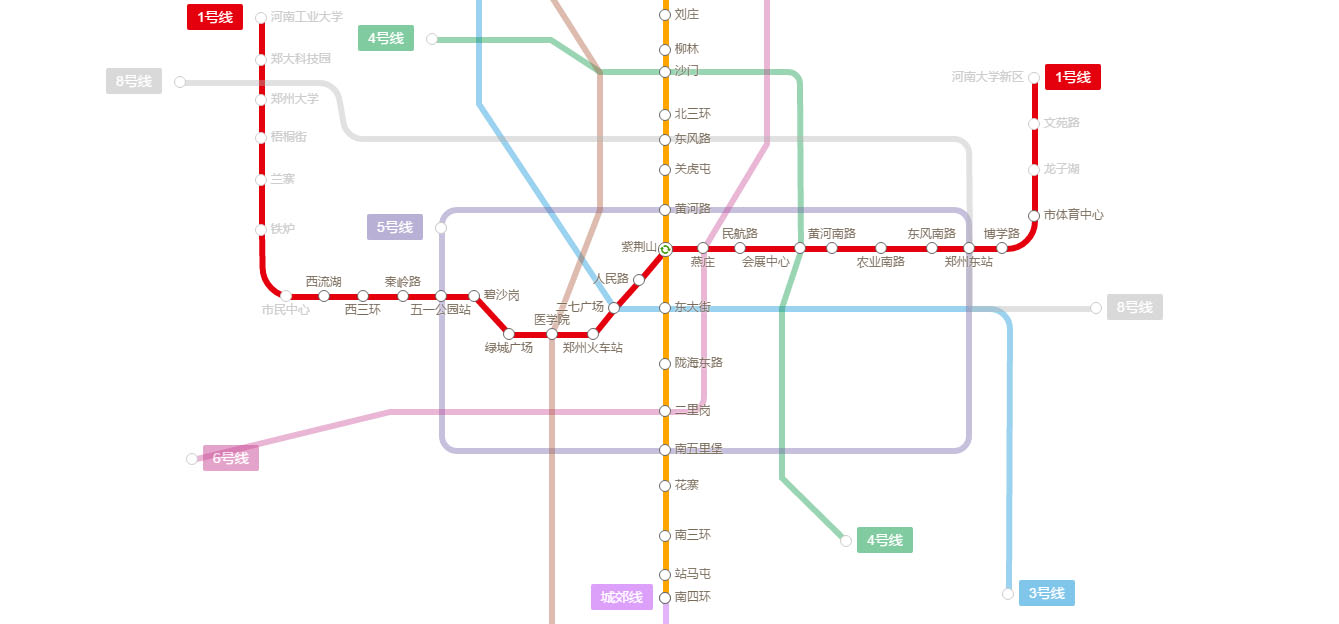 1号线
河南工业大学
郑大科技园
8号线
郑州大学
梧桐街
兰寨
铁炉
市民中心
西流湖
西三环
秦岭路
五一公园站
碧沙岗
绿城广场
医学院
郑州火车站
二七广场
人民路
紫荆山
燕庄
民航路
会展中心
黄河南路
农业南路
东风南路
郑州东站
博学路
市体育中心
龙子湖
文苑路
河南大学新区
1号线
4号线
刘庄
柳林
沙门
北三环
东风路
关虎屯
黄河路
东大街
陇海东路
二里岗
南五里堡
花寨
南三环
站马屯
南四环
城郊线
5号线
6号线
8号线
4号线
3号线